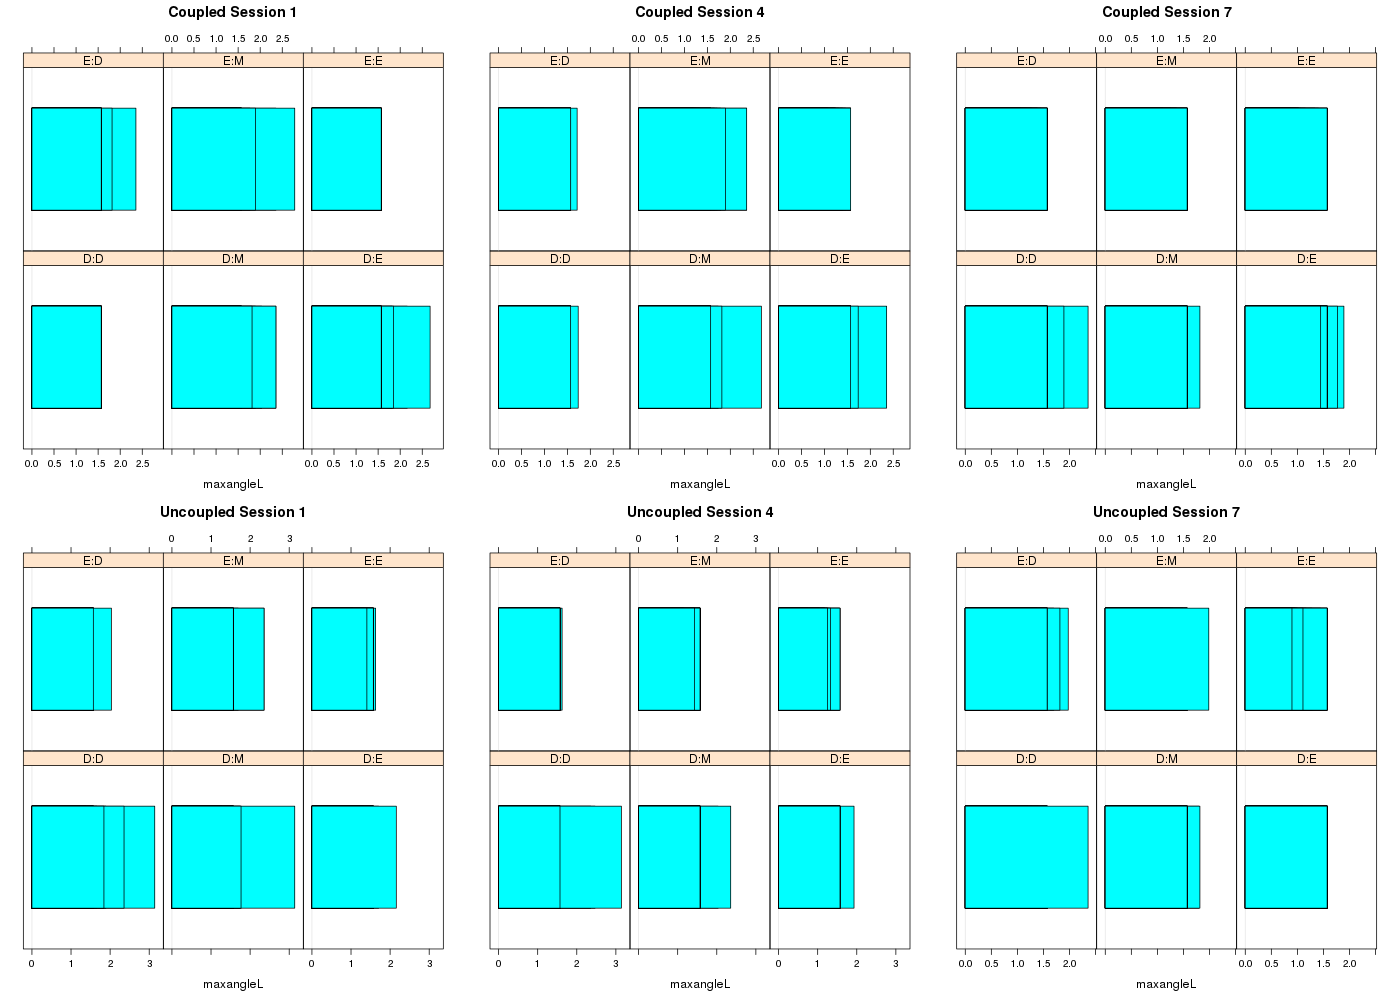 Coupled Session 1
0.0 0.5 1.0 1.5 2.0 2.5
E:D E:M E:E
D:D D:M D:E
0.0 0.5 1.0 1.5 2.0 2.5 0.0 0.5 1.0 1.5 2.0 2.5
maxangleL
Coupled Session 4
0.0 0.5 1.0 1.5 2.0 2.5
E:D E:M E:E
D:D D:M D:E
0.0 0.5 1.0 1.5 2.0 2.5 0.0 0.5 1.0 1.5 2.0 2.5
maxangleL
Coupled Session 7
0.0 0.5 1.0 1.5 2.0
E:D E:M E:E
D:D D:M D:E
0.0 0.5 1.0 1.5 2.0 0.0 0.5 1.0 1.5 2.0
maxangleL
Uncoupled Session 1
0 1 2 3
E:D E:M E:E
D:D D:M D:E
0 1 2 3 0 1 2 3
maxangleL
Uncoupled Session 4
0 1 2 3
E:D E:M E:E
D:D D:M D:E
0 1 2 3 0 1 2 3
maxangleL
Uncoupled Session 7
0.0 0.5 1.0 1.5 2.0
E:D E:M E:E
D:D D:M D:E
0.0 0.5 1.0 1.5 2.0 0.0 0.5 1.0 1.5 2.0
maxangleL